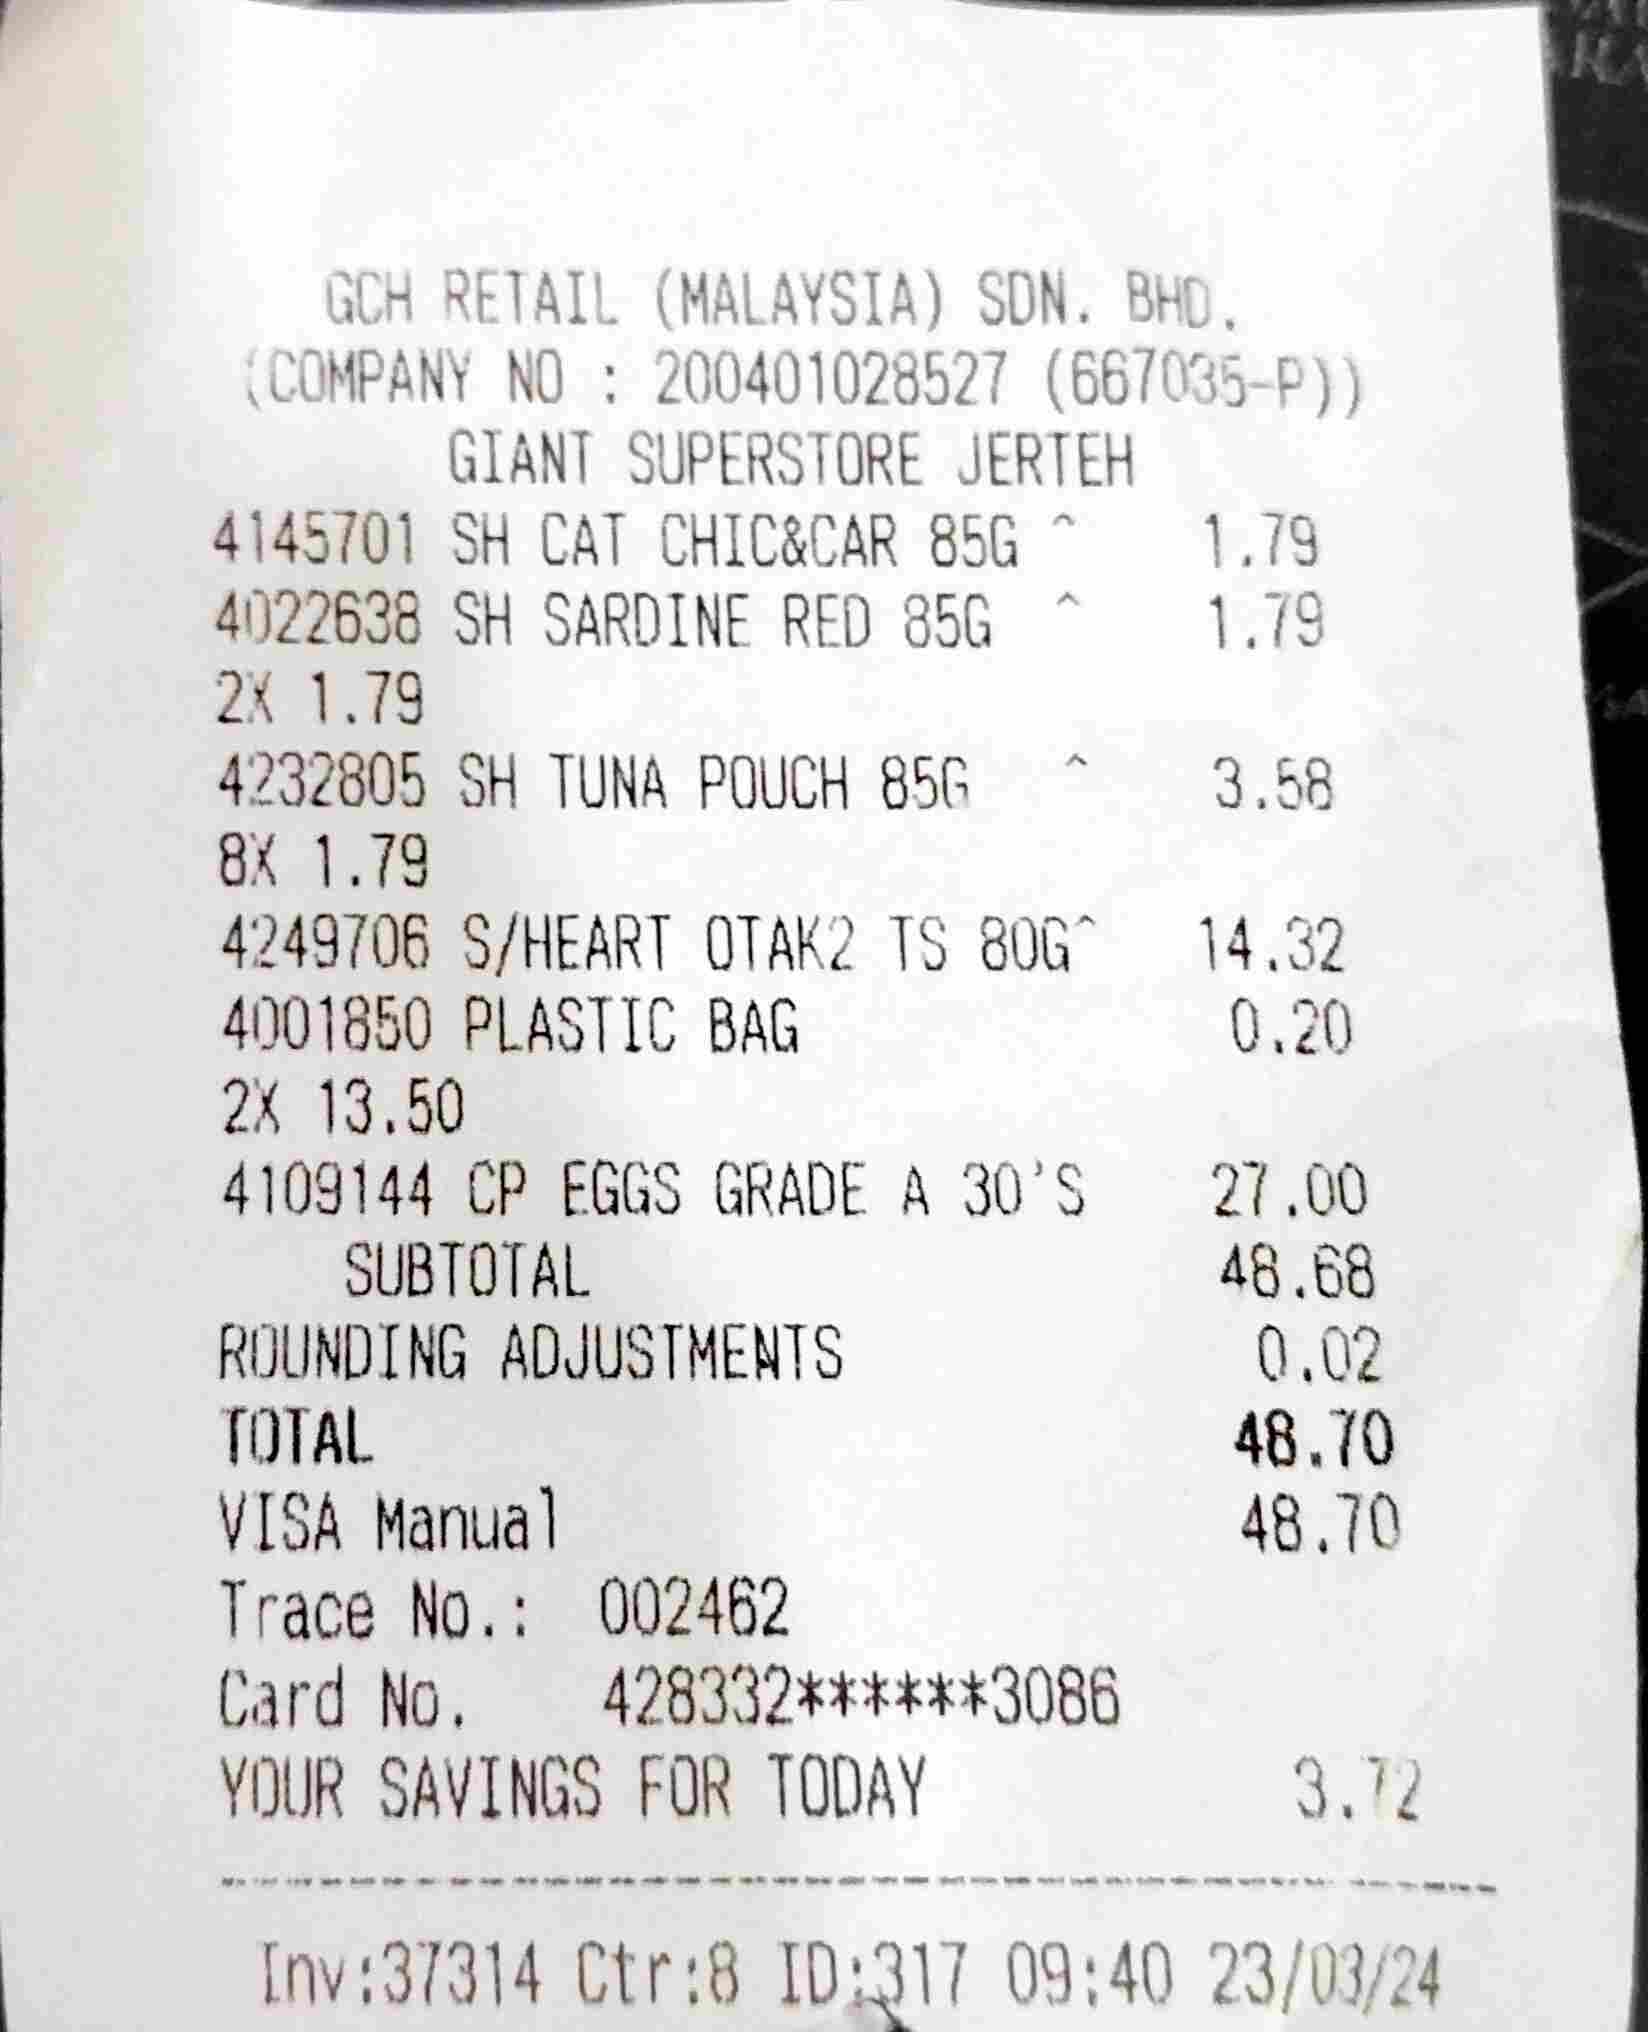 GCH RETAIL (MALAYSIA) SDN. BHD.
(COMPANY NO : 200401028527 (667035-P))
GIANT SUPERSTORE JERTEH
4145701 SH CAT CHIC&CAR 85G ^ 1.79
4022638 SH SARDINE RED 85G ^ 1.79
2X 1.79
4232805 SH TUNA POUCH 85G ^ 3.58
8X 1.79
4249706 S/HEART OTAK2 TS 80G^ 14.32
4001850 PLASTIC BAG 0.20
2X 13.50
4109144 CP EGGS GRADE A 30'S 27.00
SUBTOTAL 48.68
ROUNDING ADJUSTMENTS 0.02
TOTAL 48.70
VISA Manual 48.70
Trace No.: 002462
Card No. 428332******3086
YOUR SAVINGS FOR TODAY 3.72
Inv:37314 Ctr:8 ID:317 09:40 23/03/24